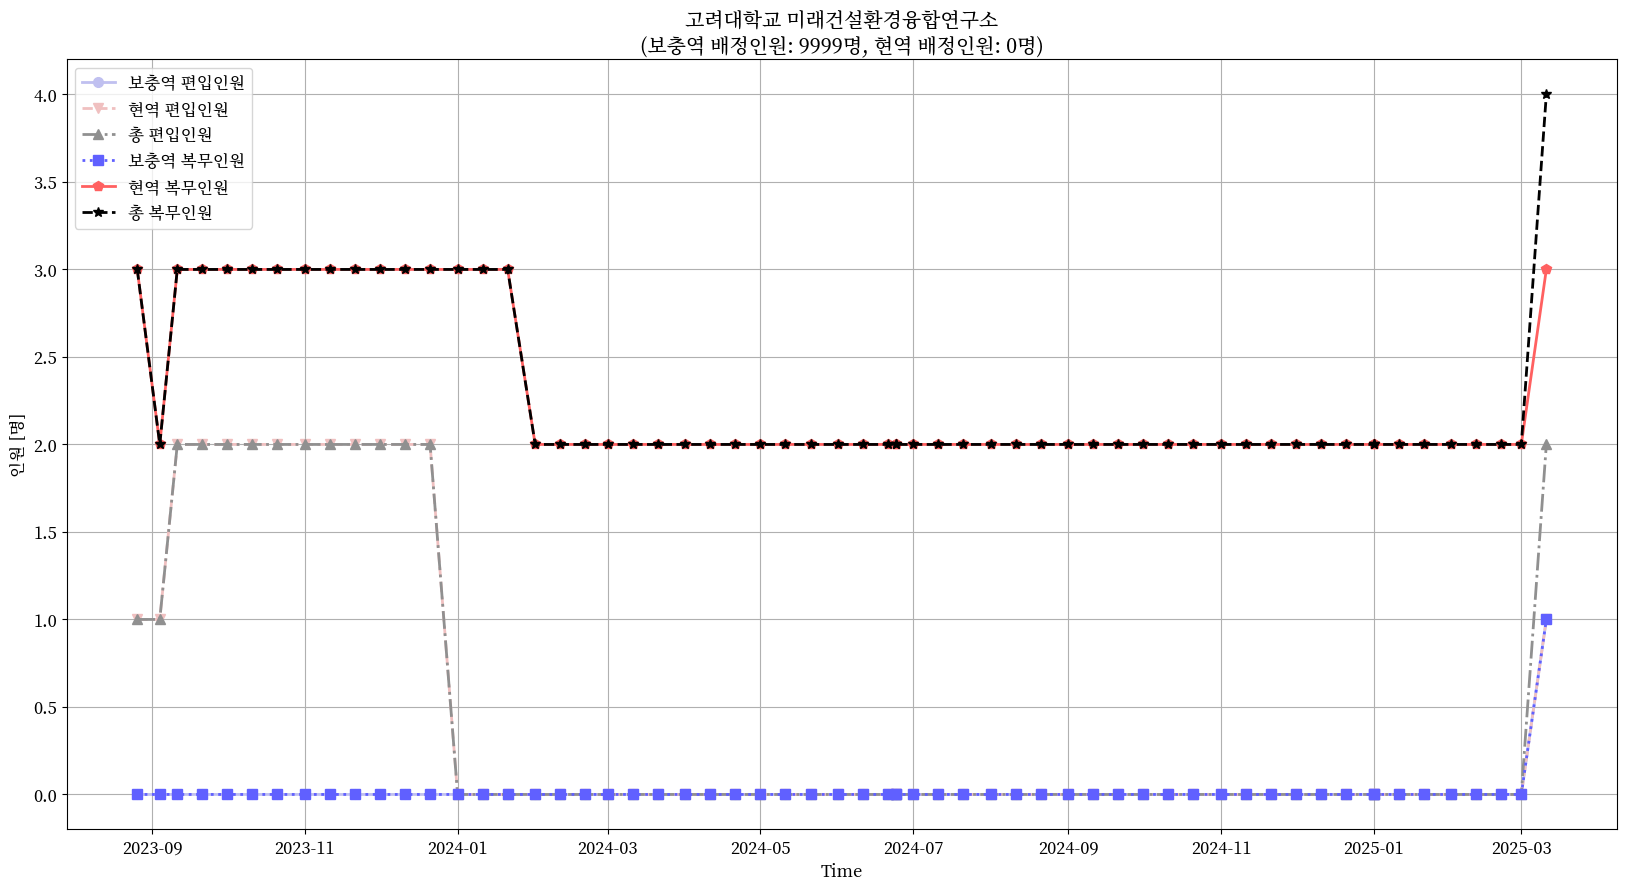 고려대학교 미래건설환경융합연구소
(보충역 배정인원: 9999명, 현역 배정인원: 0명)
보충역 편입인원
현역 편입인원
총 편입인원
보충역 복무인원
현역 복무인원
총 복무인원
인원 [명]
4.0
3.5
3.0
2.5
2.0
1.5
1.0
0.5
0.0
2023-09 2023-11 2024-01 2024-03 2024-05 2024-07 2024-09 2024-11 2025-01 2025-03
Time